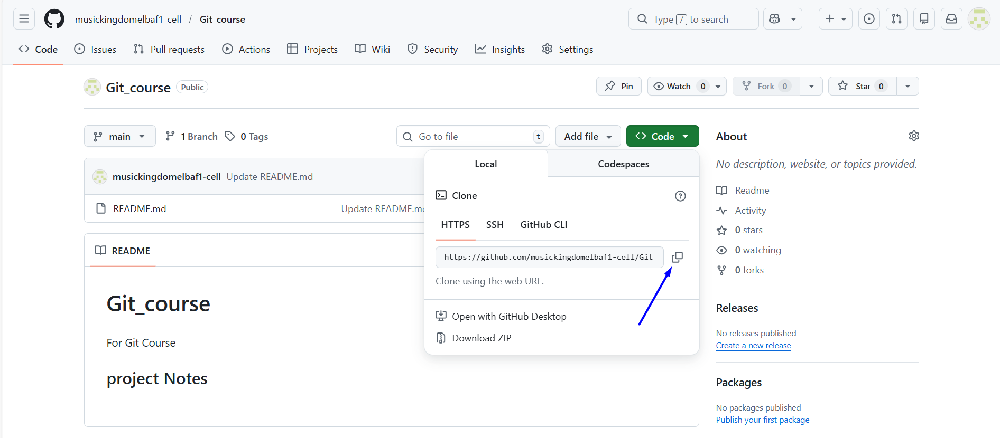 musickingdomelbaf1-cell / Git_course
Type / to search
Code Issues Pull requests Actions Projects Wiki Security Insights Settings
Git_course Public
Pin Watch 0 Fork 0 Star 0
main 1 Branch 0 Tags
Go to file t Add file Code
musickingdomelbaf1-cell Update README.md
README.md Update README.md
README
Git_course
For Git Course
project Notes
Local Codespaces
Clone
HTTPS SSH GitHub CLI
https://github.com/musickingdomelbaf1-cell/Git_
Clone using the web URL.
Open with GitHub Desktop
Download ZIP
About
No description, website, or topics provided.
Readme
Activity
0 stars
0 watching
0 forks
Releases
No releases published
Create a new release
Packages
No packages published
Publish your first package